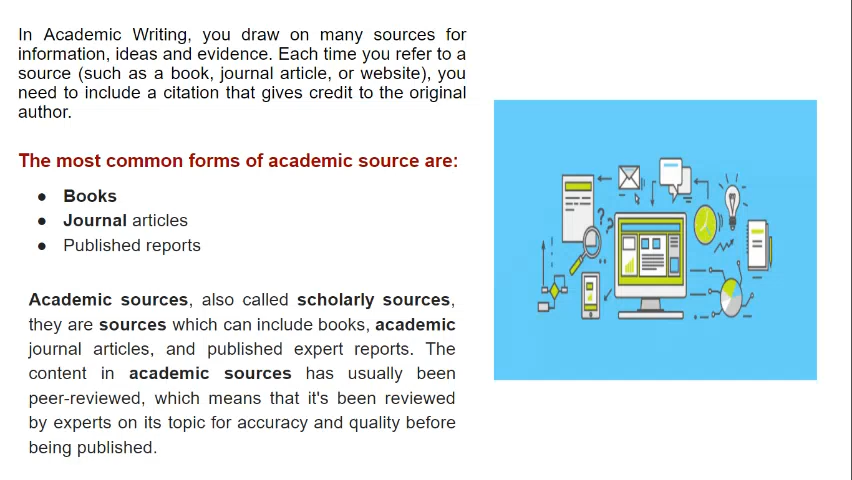 In Academic Writing, you draw on many sources for
information, ideas and evidence. Each time you refer to a
source (such as a book, journal article, or website), you
need to include a citation that gives credit to the original
author.
The most common forms of academic source are:
● Books
● Journal articles
● Published reports
Academic sources, also called scholarly sources,
they are sources which can include books, academic
journal articles, and published expert reports. The
content in academic sources has usually been
peer-reviewed, which means that it's been reviewed
by experts on its topic for accuracy and quality before
being published.